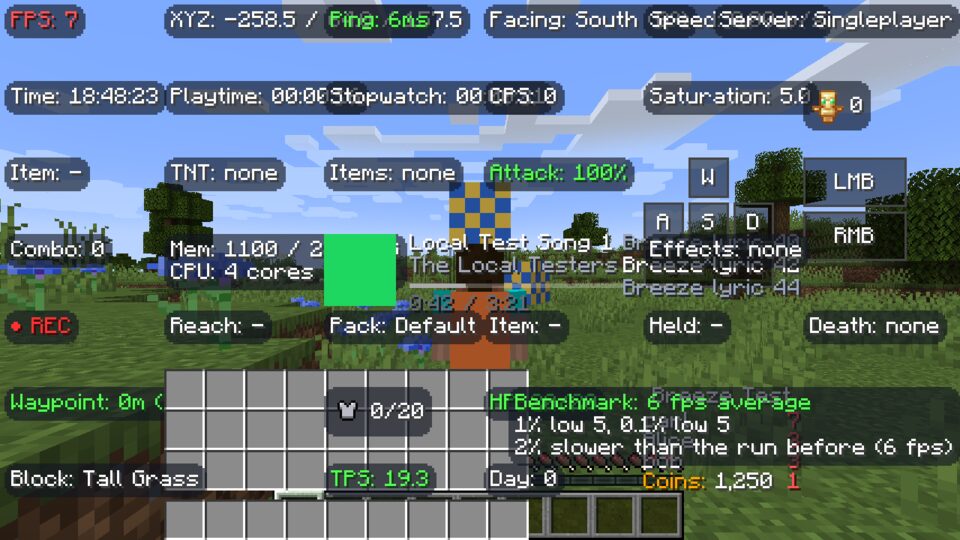 FPS: 7
XYZ: -258.5 /
Ping: 6ms
7.5
Facing: South
Speed
Server: Singleplayer
Time: 18:48:23
Playtime: 00:00
Stopwatch: 00
CPS: 0
Saturation: 5.0
0
Item: -
TNT: none
Items: none
Attack: 100%
W
LMB
A
S
D
RMB
Combo: 0
Mem: 1100 / 2
CPU: 4 cores
Local Test Song 1
The Local Testers
0:42 / 3:21
Effects: none
Breeze lyric 42
Breeze lyric 44
REC
Reach: -
Pack: Default
Item: -
Held: -
Death: none
Waypoint: 0m (
0/20
Breeze Test
Benchmark: 6 fps average
1% low 5, 0.1% low 5
2% slower than the run before (6 fps)
Block: Tall Grass
TPS: 19.3
Day: 0
Coins: 1,250
1